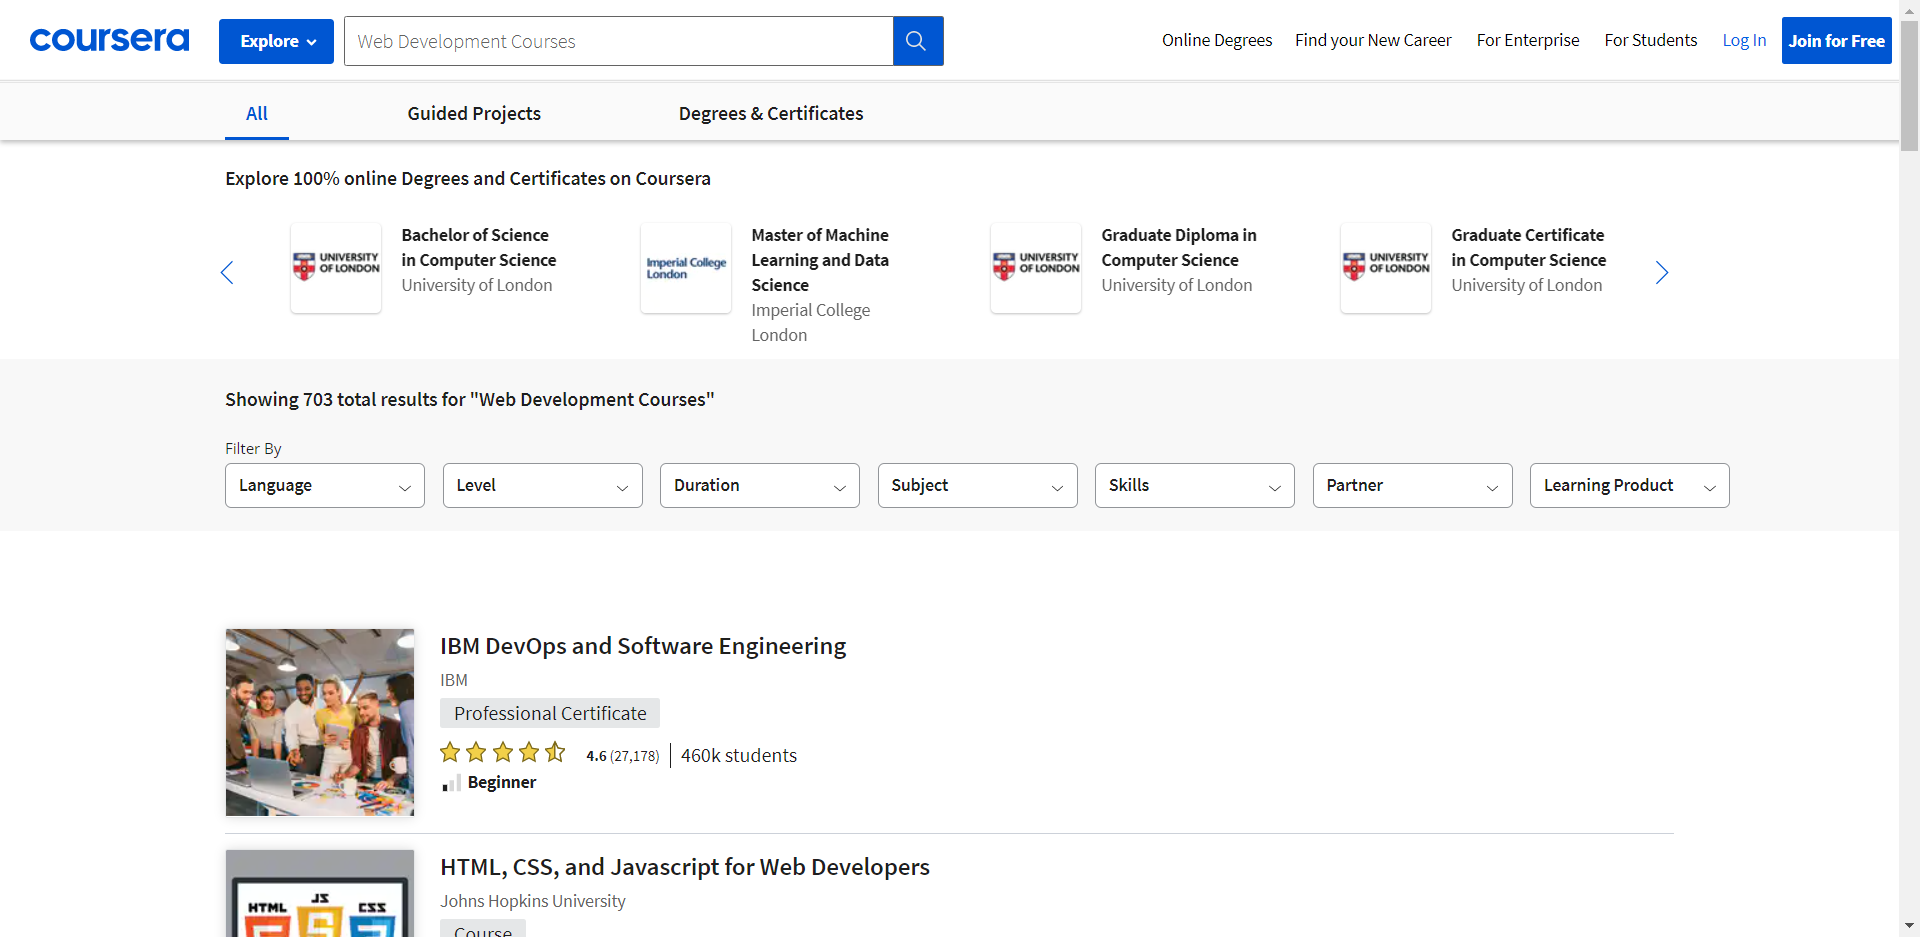 coursera
Explore
Web Development Courses
Online Degrees
Find your New Career
For Enterprise
For Students
Log In
Join for Free
All
Guided Projects
Degrees & Certificates
Explore 100% online Degrees and Certificates on Coursera
UNIVERSITY
OF LONDON
Bachelor of Science
in Computer Science
University of London
Imperial College
London
Master of Machine
Learning and Data
Science
Imperial College
London
UNIVERSITY
OF LONDON
Graduate Diploma in
Computer Science
University of London
UNIVERSITY
OF LONDON
Graduate Certificate
in Computer Science
University of London
Showing 703 total results for "Web Development Courses"
Filter By
Language
Level
Duration
Subject
Skills
Partner
Learning Product
IBM DevOps and Software Engineering
IBM
Professional Certificate
4.6 (27,178)
460k students
Beginner
HTML JS CSS
HTML, CSS, and Javascript for Web Developers
Johns Hopkins University
Course